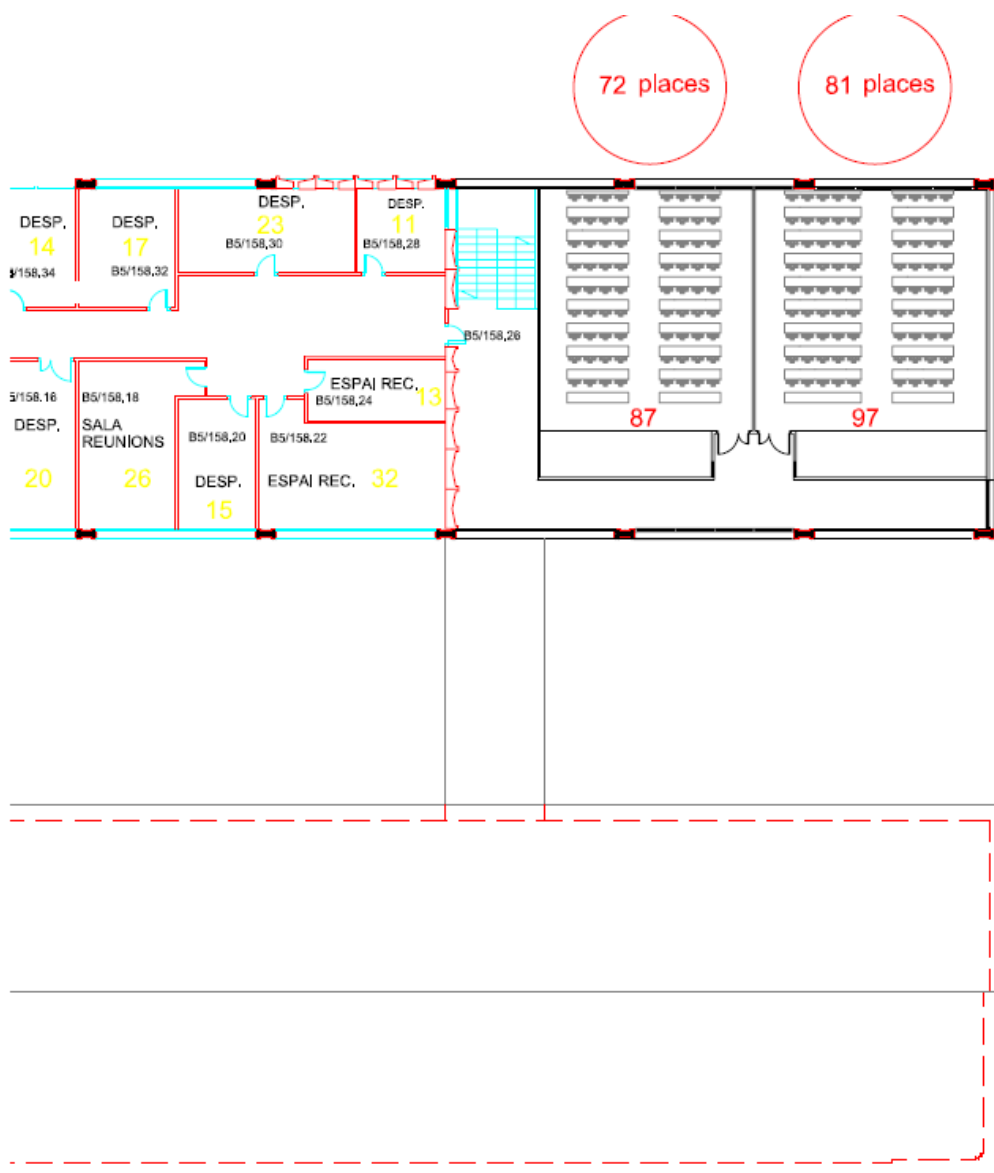 72 places
81 places
DESP.
14
B5/158,34
DESP.
17
B5/158,32
DESP.
23
B5/158,30
DESP.
11
B5/158,28
B5/158,26
5/158.16
DESP.
20
B5/158,18
SALA
REUNIONS
26
B5/158,20
DESP.
15
B5/158,22
ESPAI REC. 32
ESPAI REC.
B5/158,24
13
87
97